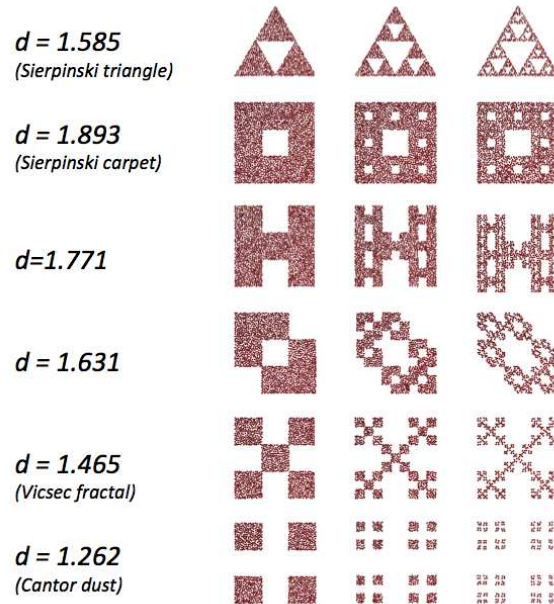 d = 1.585
(Sierpinski triangle)
d = 1.893
(Sierpinski carpet)
d=1.771
d = 1.631
d = 1.465
(Vicsec fractal)
d = 1.262
(Cantor dust)